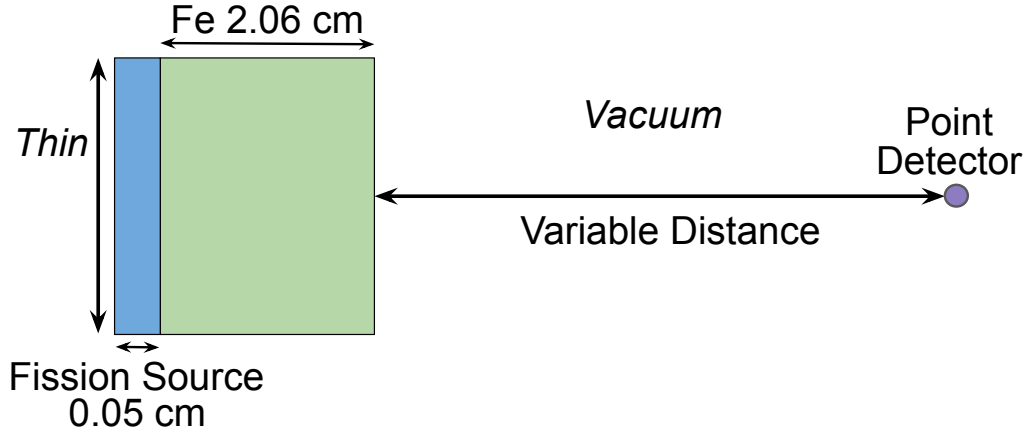 Fe 2.06 cm
Thin
Vacuum
Point
Detector
Variable Distance
Fission Source
0.05 cm